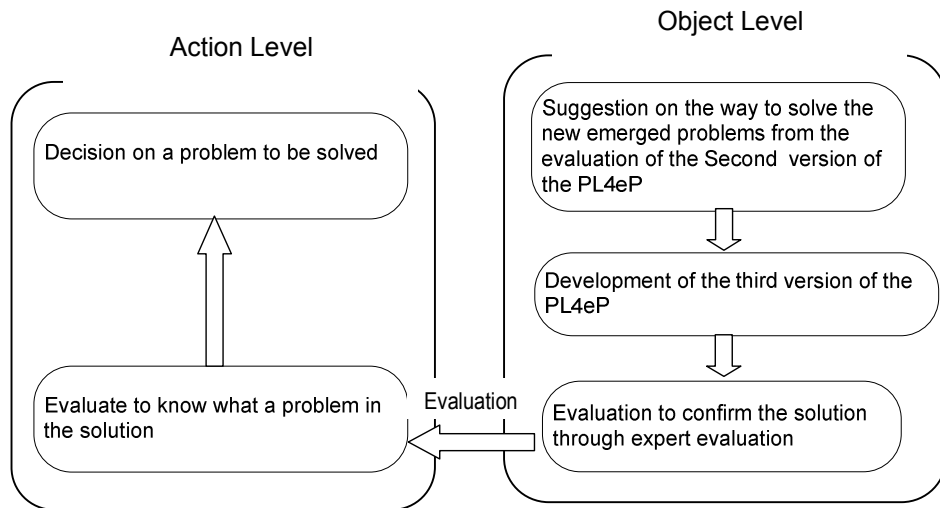 Action Level
Decision on a problem to be solved
Evaluate to know what a problem in
the solution
Evaluation
Object Level
Suggestion on the way to solve the
new emerged problems from the
evaluation of the Second version of
the PL4eP
Development of the third version of the
PL4eP
Evaluation to confirm the solution
through expert evaluation